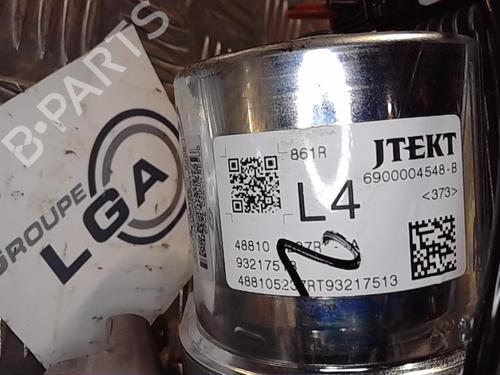 B-PARTS
GROUPE
LGA
861R
JTEKT
6900004548-B
L4
<373>
48810
93217513